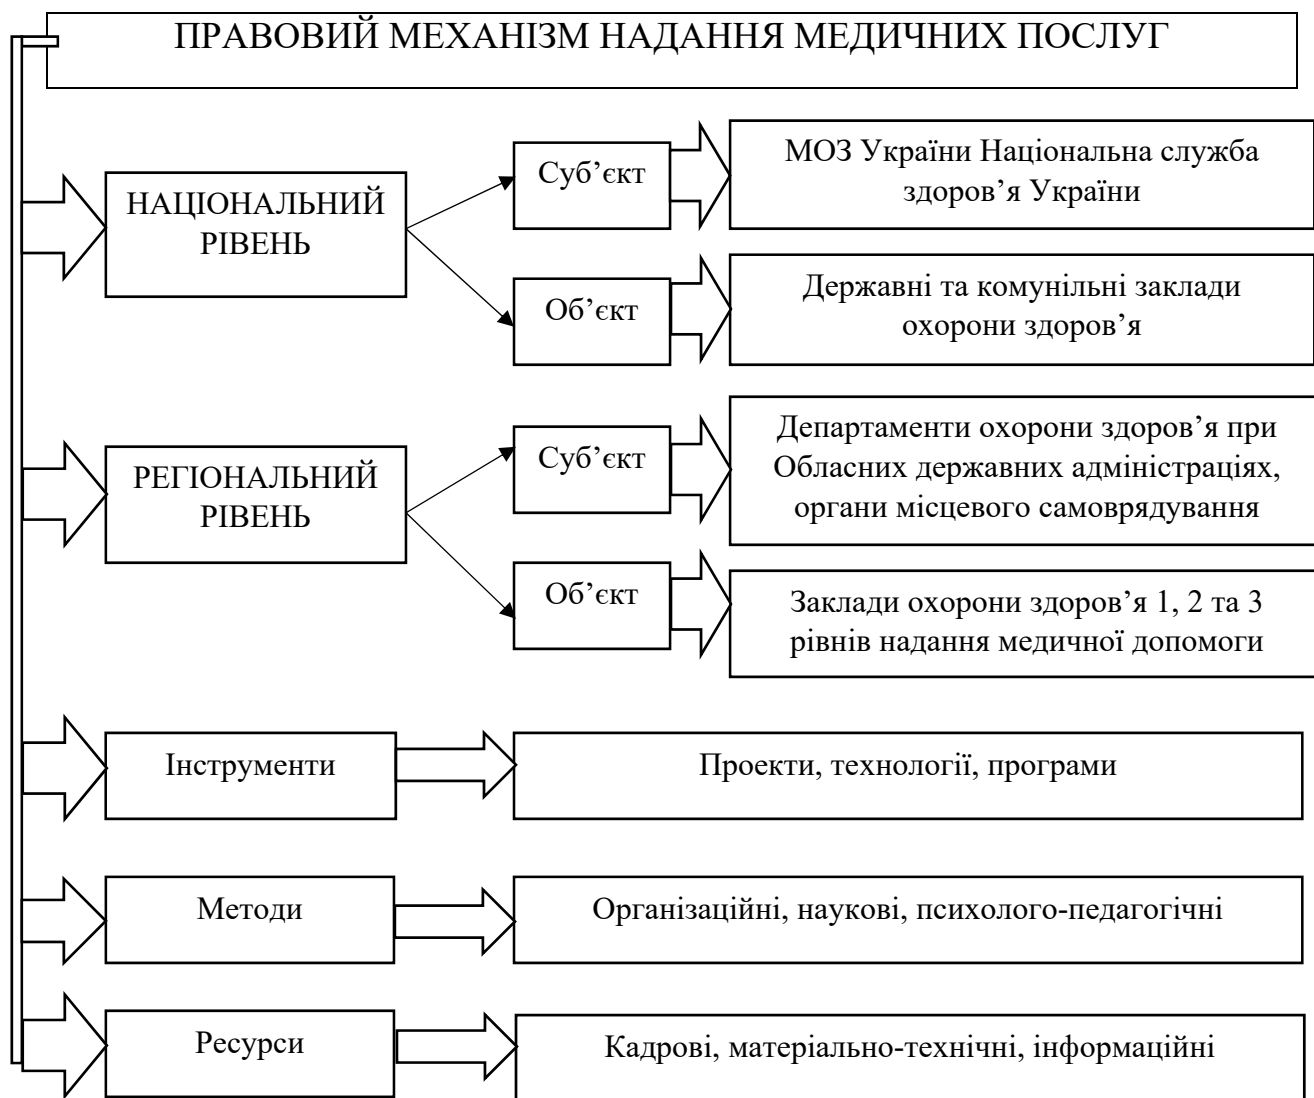 ПРАВОВИЙ МЕХАНІЗМ НАДАННЯ МЕДИЧНИХ ПОСЛУГ
НАЦІОНАЛЬНИЙ
РІВЕНЬ
Суб’єкт
МОЗ України Національна служба
здоров’я України
Об’єкт
Державні та комунільні заклади
охорони здоров’я
РЕГІОНАЛЬНИЙ
РІВЕНЬ
Суб’єкт
Департаменти охорони здоров’я при
Обласних державних адміністраціях,
органи місцевого самоврядування
Об’єкт
Заклади охорони здоров’я 1, 2 та 3
рівнів надання медичної допомоги
Інструменти
Проекти, технології, програми
Методи
Організаційні, наукові, психолого-педагогічні
Ресурси
Кадрові, матеріально-технічні, інформаційні